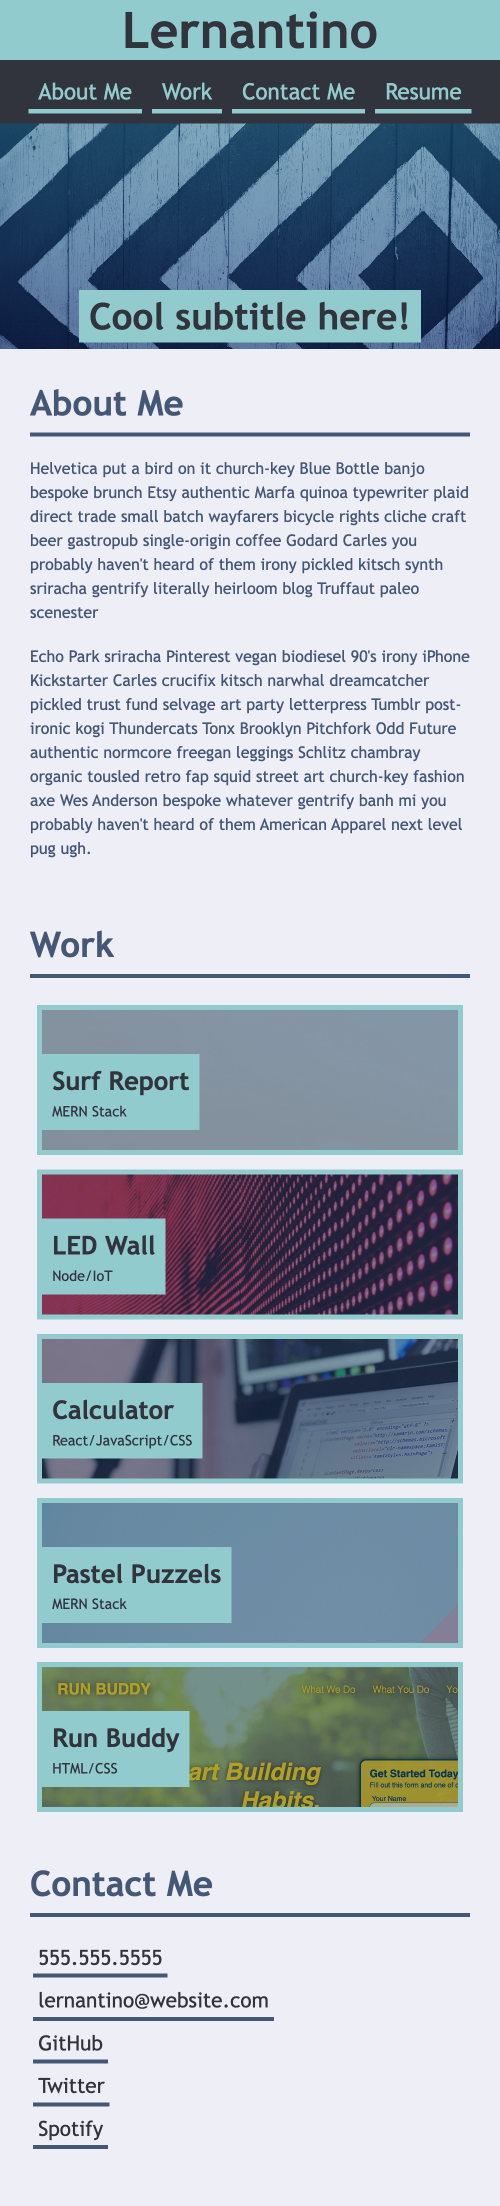 Lernantino
About Me Work Contact Me Resume
Cool subtitle here!
About Me
Helvetica put a bird on it church-key Blue Bottle banjo
bespoke brunch Etsy authentic Marfa quinoa typewriter plaid
direct trade small batch wayfarers bicycle rights cliche craft
beer gastropub single-origin coffee Godard Carles you
probably haven't heard of them irony pickled kitsch synth
sriracha gentrify literally heirloom blog Truffaut paleo
scenester
Echo Park sriracha Pinterest vegan biodiesel 90's irony iPhone
Kickstarter Carles crucifix kitsch narwhal dreamcatcher
pickled trust fund selvage art party letterpress Tumblr post-
ironic kogi Thundercats Tonx Brooklyn Pitchfork Odd Future
authentic normcore freegan leggings Schlitz chambray
organic tousled retro fap squid street art church-key fashion
axe Wes Anderson bespoke whatever gentrify banh mi you
probably haven't heard of them American Apparel next level
pug ugh.
Work
Surf Report
MERN Stack
LED Wall
Node/IoT
Calculator
React/JavaScript/CSS
Pastel Puzzels
MERN Stack
RUN BUDDY What We Do What You Do Yo
Run Buddy
HTML/CSS
art Building
Habits.
Get Started Today
Fill out this form and one of
Your Name
Contact Me
555.555.5555
lernantino@website.com
GitHub
Twitter
Spotify